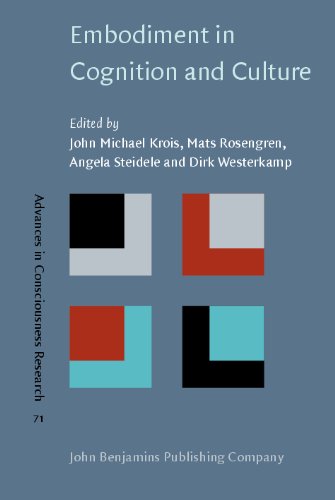 Embodiment in
Cognition and Culture
Edited by
John Michael Krois, Mats Rosengren,
Angela Steidele and Dirk Westerkamp
Advances in Consciousness Research
71
John Benjamins Publishing Company